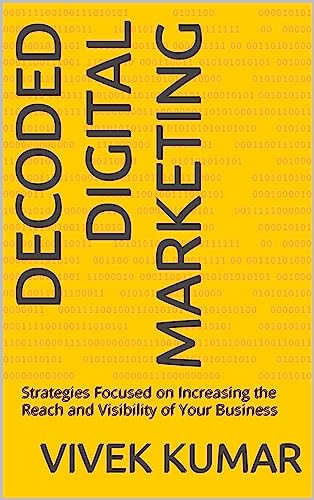 DECODED
DIGITAL
MARKETING
Strategies Focused on Increasing the
Reach and Visibility of Your Business
VIVEK KUMAR